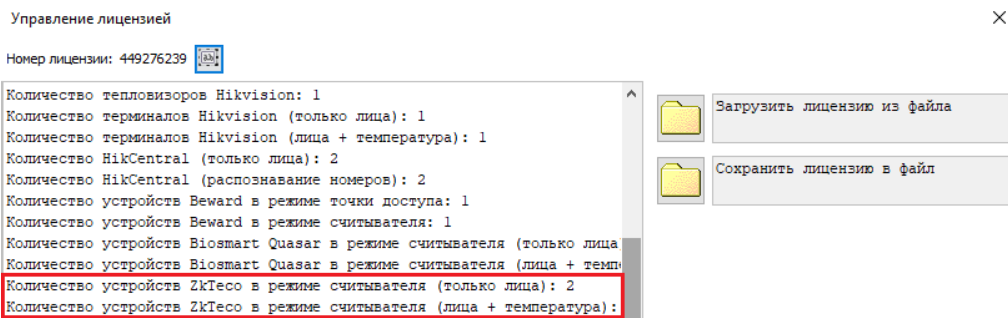 Управление лицензией
Номер лицензии: 449276239
Количество тепловизоров Hikvision: 1
Количество терминалов Hikvision (только лица): 1
Количество терминалов Hikvision (лица + температура): 1
Количество HikCentral (только лица): 2
Количество HikCentral (распознавание номеров): 2
Количество устройств Beward в режиме точки доступа: 1
Количество устройств Beward в режиме считывателя: 1
Количество устройств Biosmart Quasar в режиме считывателя (только лица
Количество устройств Biosmart Quasar в режиме считывателя (лица + темп
Количество устройств ZkTeco в режиме считывателя (только лица): 2
Количество устройств ZkTeco в режиме считывателя (лица + температура):
Загрузить лицензию из файла
Сохранить лицензию в файл